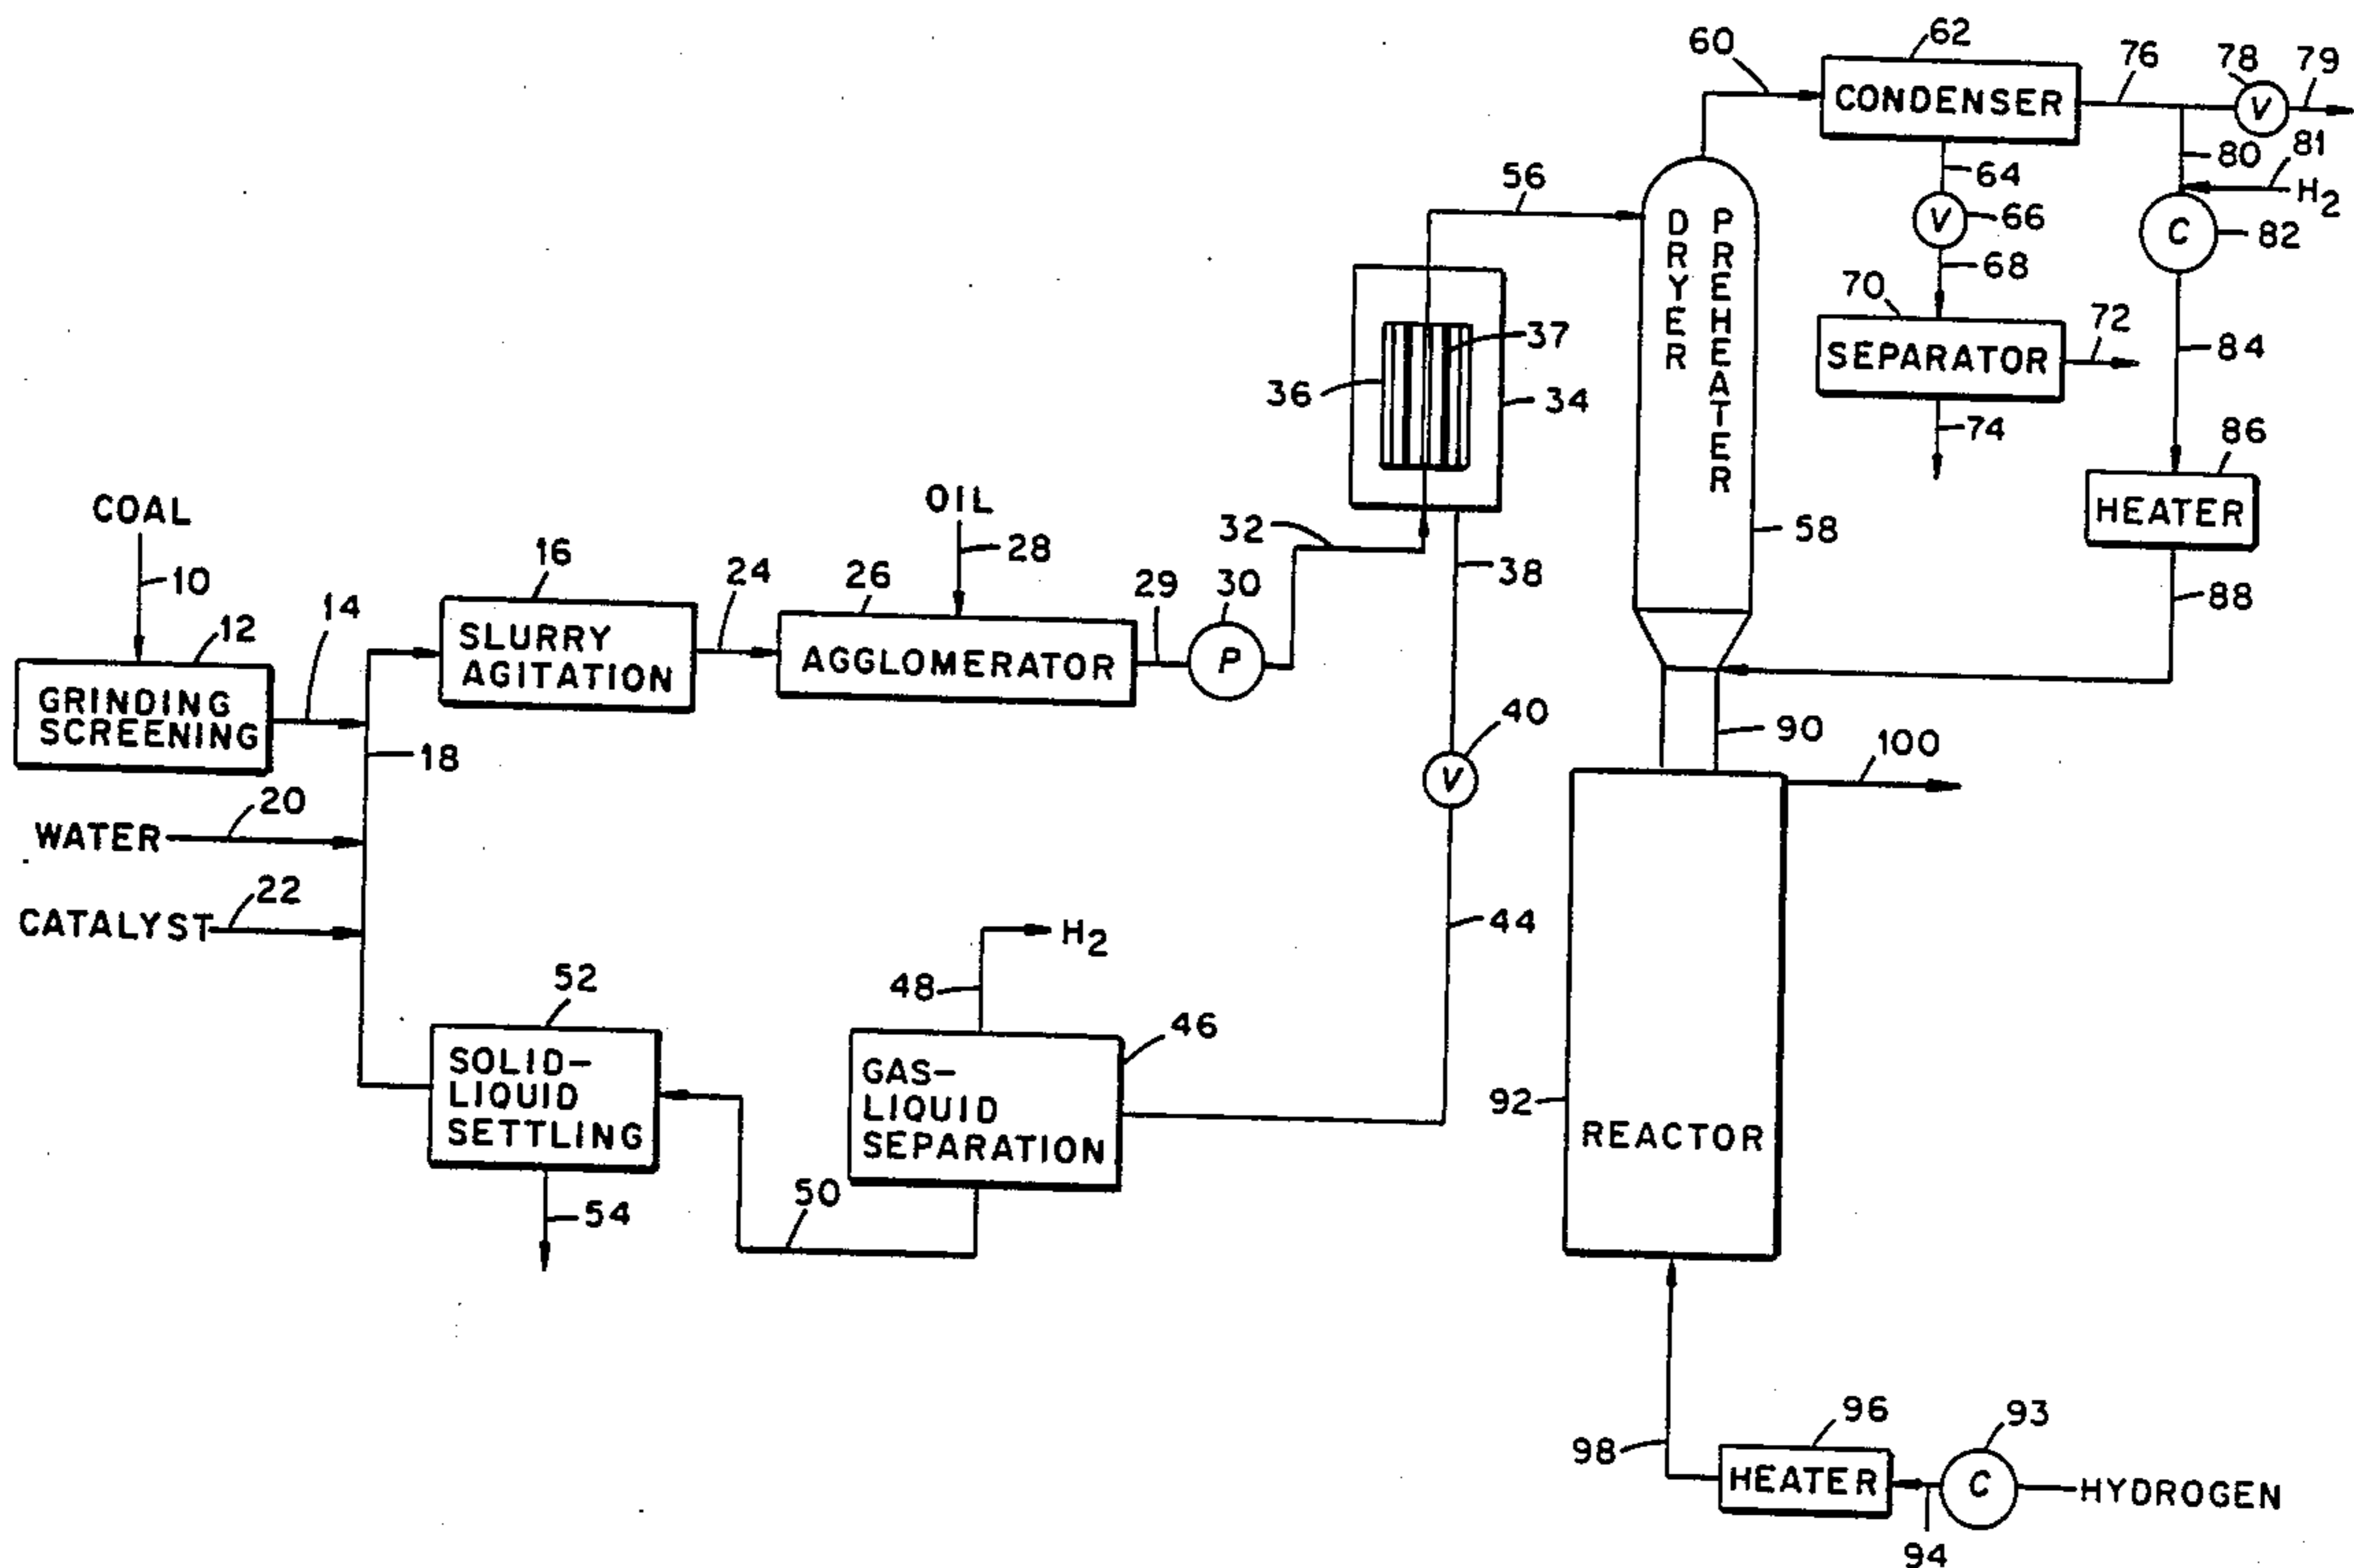 60
62
76
78
79
CONDENSER
V
80
81
64
H2
56
V
66
C
82
DRYER
PREHEATER
68
70
72
37
SEPARATOR
84
36
34
74
86
COAL
OIL
HEATER
10
16
24
26
28
29
30
32
38
58
88
14
12
SLURRY
AGITATION
AGGLOMERATOR
P
GRINDING
SCREENING
18
40
90
100
V
20
WATER
22
CATALYST
44
H2
48
52
46
SOLID-
LIQUID
SETTLING
GAS-
LIQUID
SEPARATION
92
REACTOR
50
54
96
93
98
HEATER
C
HYDROGEN
94